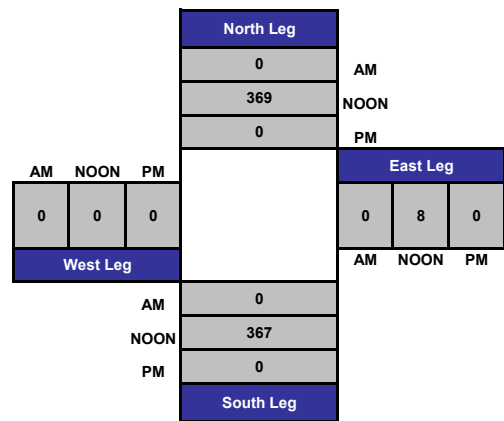 North Leg
0 AM
369 NOON
0 PM
AM NOON PM East Leg
0 0 0 0 8 0
West Leg AM NOON PM
AM 0
NOON 367
PM 0
South Leg